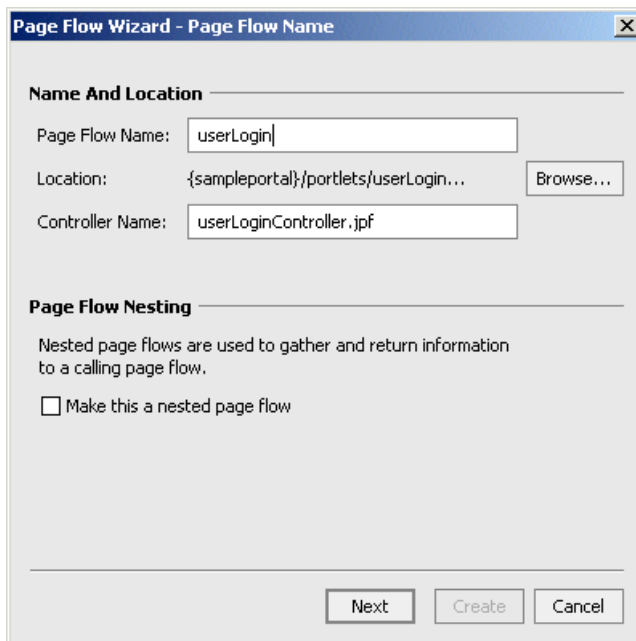 Page Flow Wizard - Page Flow Name
Name And Location
Page Flow Name: userLogin
Location: {sampleportal}/portlets/userLogin... Browse...
Controller Name: userLoginController.jpf
Page Flow Nesting
Nested page flows are used to gather and return information
to a calling page flow.
Make this a nested page flow
Next Create Cancel